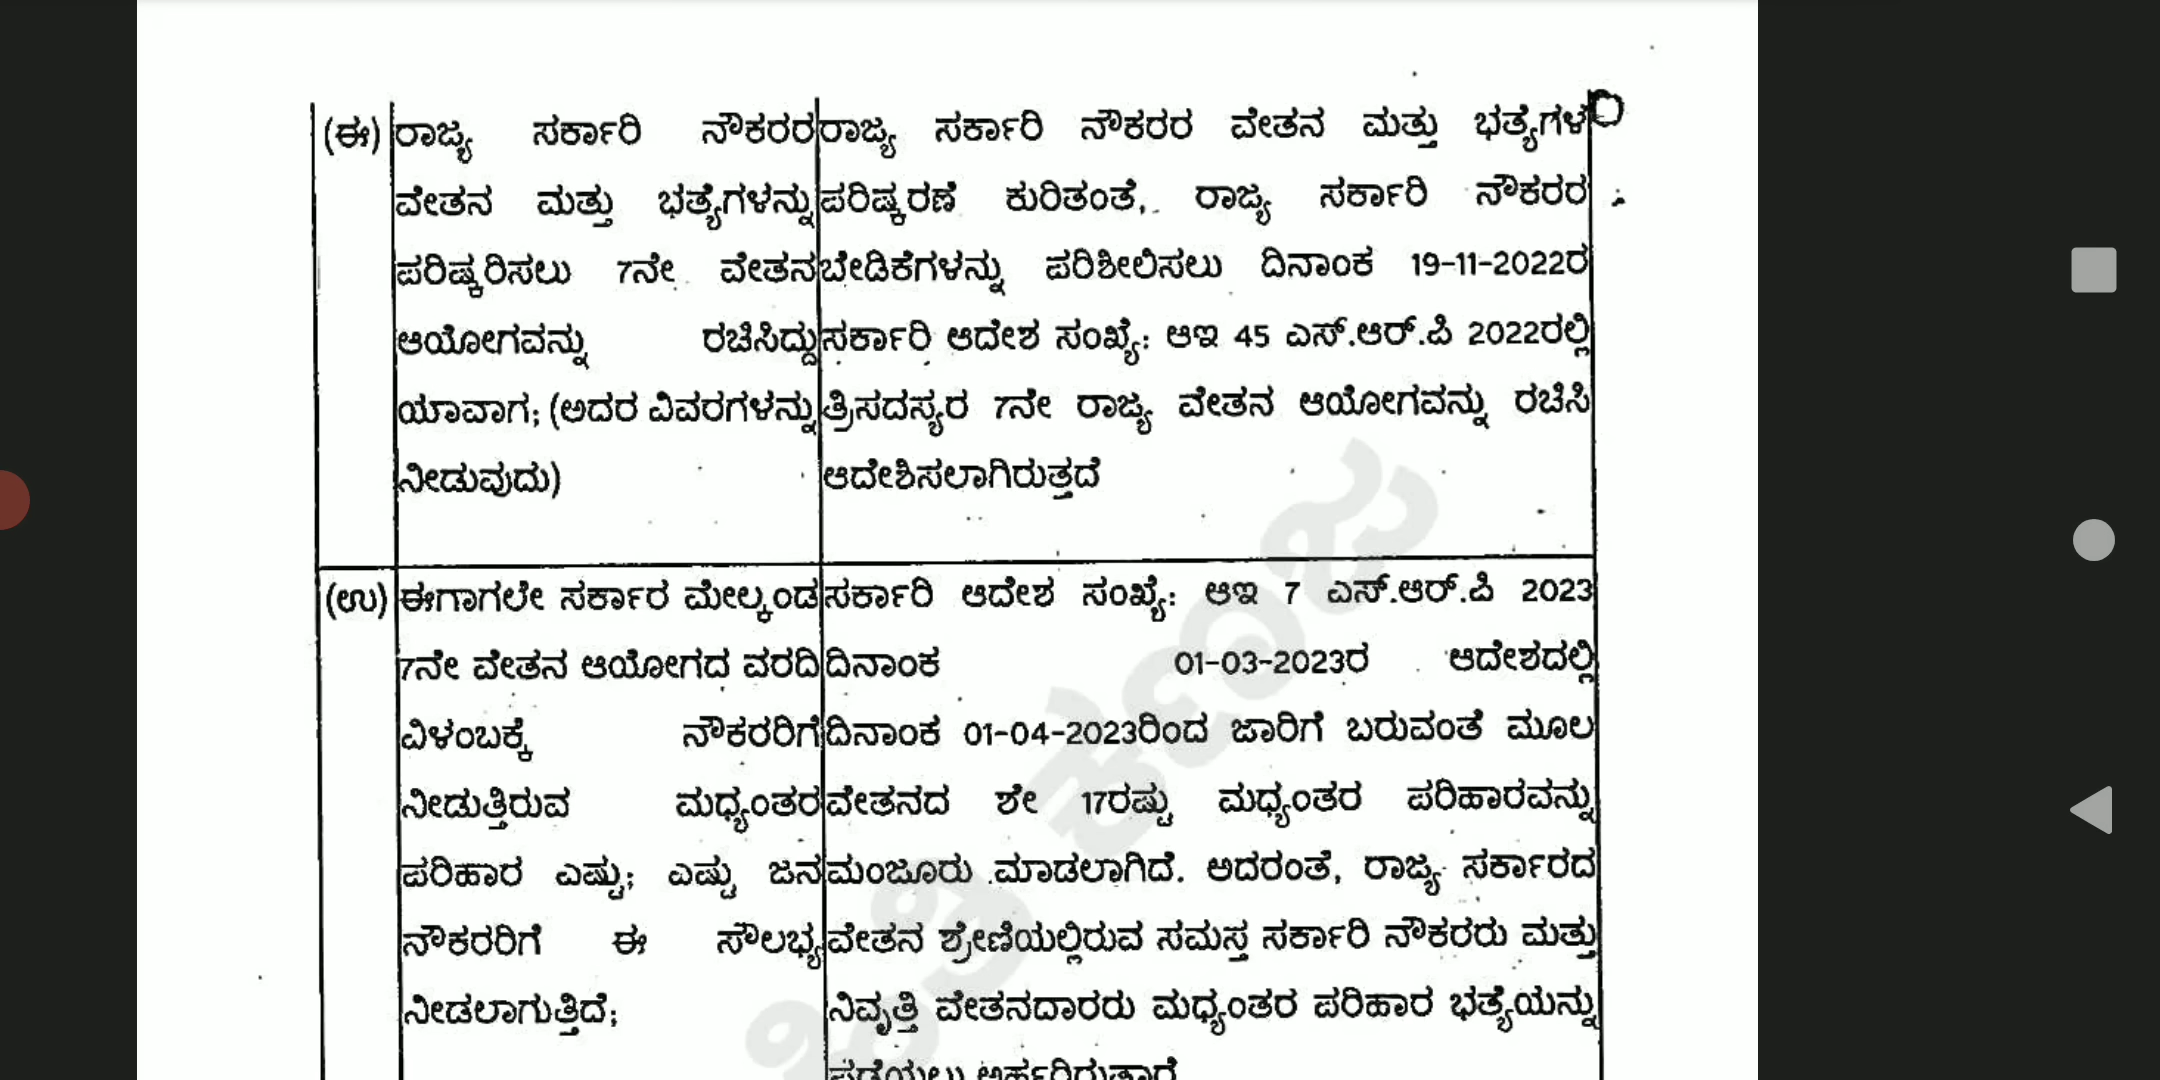 (ಈ) ರಾಜ್ಯ ಸರ್ಕಾರಿ ನೌಕರರ
ವೇತನ ಮತ್ತು ಭತ್ಯೆಗಳನ್ನು
ಪರಿಷ್ಕರಿಸಲು 7ನೇ ವೇತನ
ಆಯೋಗವನ್ನು ರಚಿಸಿದ್ದು
ಯಾವಾಗ; (ಅದರ ವಿವರಗಳನ್ನು
ನೀಡುವುದು)
ರಾಜ್ಯ ಸರ್ಕಾರಿ ನೌಕರರ ವೇತನ ಮತ್ತು ಭತ್ಯೆಗಳ
ಪರಿಷ್ಕರಣೆ ಕುರಿತಂತೆ, ರಾಜ್ಯ ಸರ್ಕಾರಿ ನೌಕರರ
ಬೇಡಿಕೆಗಳನ್ನು ಪರಿಶೀಲಿಸಲು ದಿನಾಂಕ 19-11-2022ರ
ಸರ್ಕಾರಿ ಆದೇಶ ಸಂಖ್ಯೆ: ಆಇ 45 ಎಸ್.ಆರ್.ಪಿ 2022ರಲ್ಲಿ
ತ್ರಿಸದಸ್ಯರ 7ನೇ ರಾಜ್ಯ ವೇತನ ಆಯೋಗವನ್ನು ರಚಿಸಿ
ಆದೇಶಿಸಲಾಗಿರುತ್ತದೆ
(ಉ) ಈಗಾಗಲೇ ಸರ್ಕಾರ ಮೇಲ್ಕಂಡ
7ನೇ ವೇತನ ಆಯೋಗದ ವರದಿ
ವಿಳಂಬಕ್ಕೆ ನೌಕರರಿಗೆ
ನೀಡುತ್ತಿರುವ ಮಧ್ಯಂತರ
ಪರಿಹಾರ ಎಷ್ಟು; ಎಷ್ಟು ಜನ
ನೌಕರರಿಗೆ ಈ ಸೌಲಭ್ಯ
ನೀಡಲಾಗುತ್ತಿದೆ;
ಸರ್ಕಾರಿ ಆದೇಶ ಸಂಖ್ಯೆ: ಆಇ 7 ಎಸ್.ಆರ್.ಪಿ 2023
ದಿನಾಂಕ 01-03-2023ರ ಆದೇಶದಲ್ಲಿ
ದಿನಾಂಕ 01-04-2023ರಿಂದ ಜಾರಿಗೆ ಬರುವಂತೆ ಮೂಲ
ವೇತನದ ಶೇ 17ರಷ್ಟು ಮಧ್ಯಂತರ ಪರಿಹಾರವನ್ನು
ಮಂಜೂರು ಮಾಡಲಾಗಿದೆ. ಅದರಂತೆ, ರಾಜ್ಯ ಸರ್ಕಾರದ
ವೇತನ ಶ್ರೇಣಿಯಲ್ಲಿರುವ ಸಮಸ್ತ ಸರ್ಕಾರಿ ನೌಕರರು ಮತ್ತು
ನಿವೃತ್ತಿ ವೇತನದಾರರು ಮಧ್ಯಂತರ ಪರಿಹಾರ ಭತ್ಯೆಯನ್ನು
ಪಡೆಯಲು ಅರ್ಹರಿರುತ್ತಾರೆ